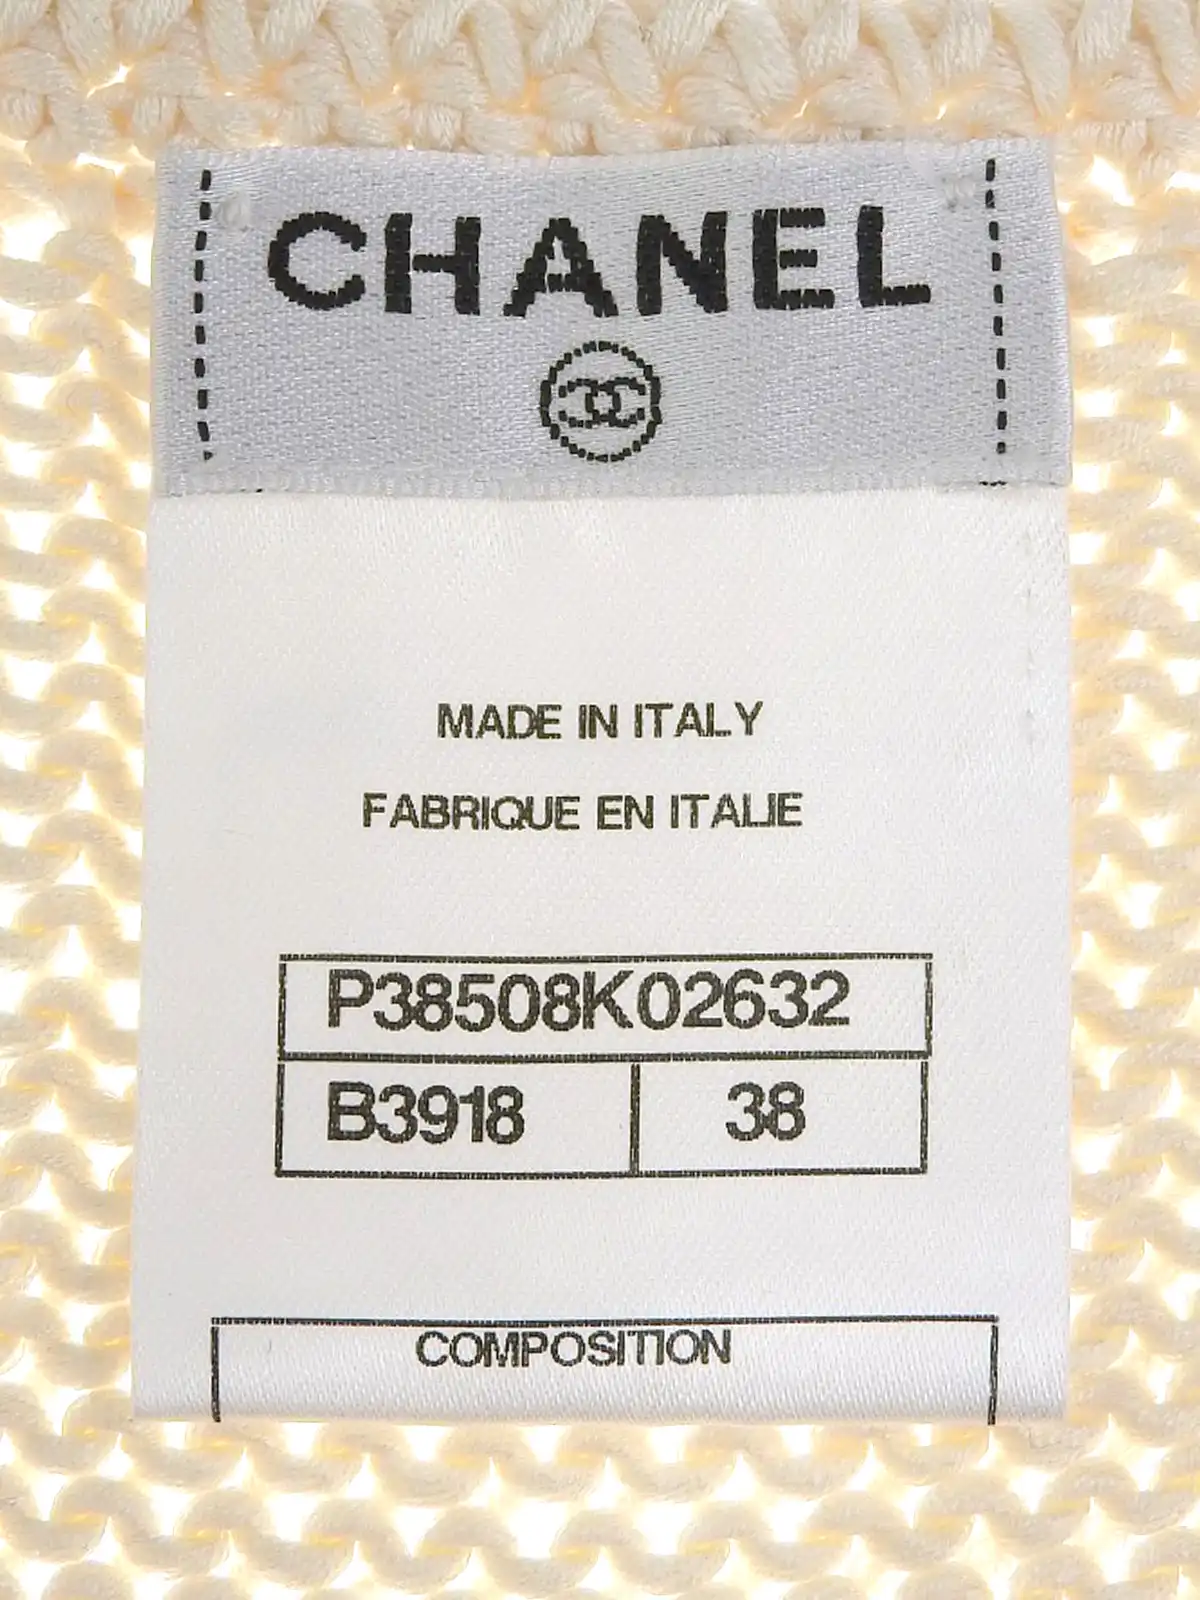 CHANEL
MADE IN ITALY
FABRIQUE EN ITALIE
P38508K02632
B3918 38
COMPOSITION